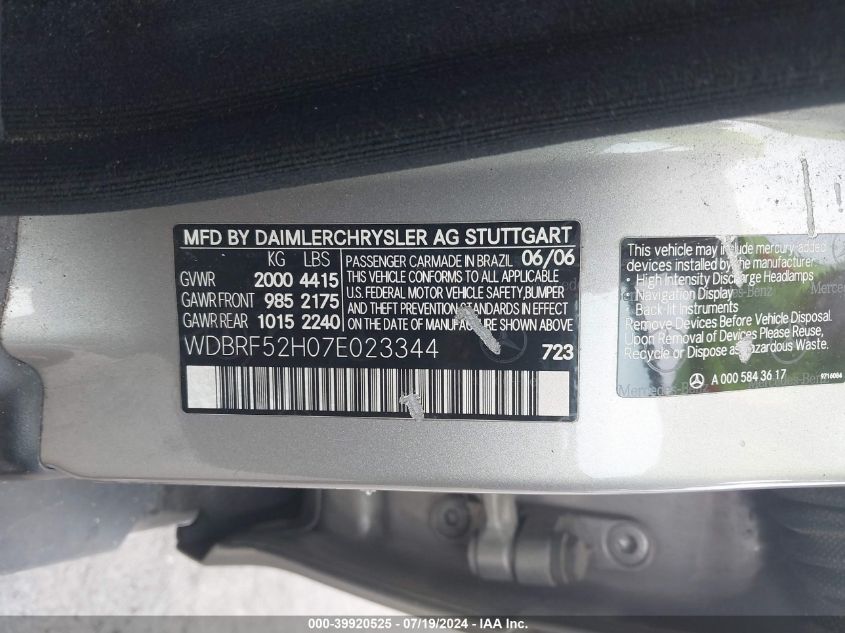 MFD BY DAIMLERCHRYSLER AG STUTTGART
KG LBS
GVWR 2000 4415
GAWR FRONT 985 2175
GAWR REAR 1015 2240
PASSENGER CARMADE IN BRAZIL 06/06
THIS VEHICLE CONFORMS TO ALL APPLICABLE
U.S. FEDERAL MOTOR VEHICLE SAFETY, BUMPER
AND THEFT PREVENTION STANDARDS IN EFFECT
ON THE DATE OF MANUFACTURE SHOWN ABOVE.
WDBRF52H07E023344 723
This vehicle may include mercury-added
devices installed by the manufacturer:
· High Intensity Discharge Headlamps
· Navigation Display
· Back-lit Instruments
Remove Devices Before Vehicle Disposal.
Upon Removal of Devices Please Reuse,
Recycle or Dispose as Hazardous Waste.
A 000 584 36 17 9716084
000-39920525 - 07/19/2024 - IAAI.com